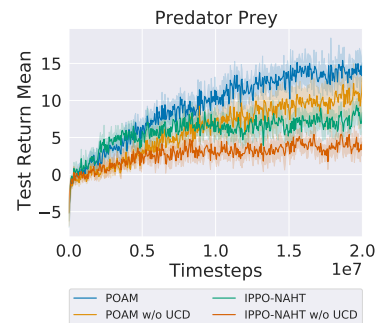 Predator Prey
Test Return Mean
15
10
5
0
−5
0.0 0.5 1.0 1.5 2.0
Timesteps
1e7
POAM IPPO-NAHT
POAM w/o UCD IPPO-NAHT w/o UCD